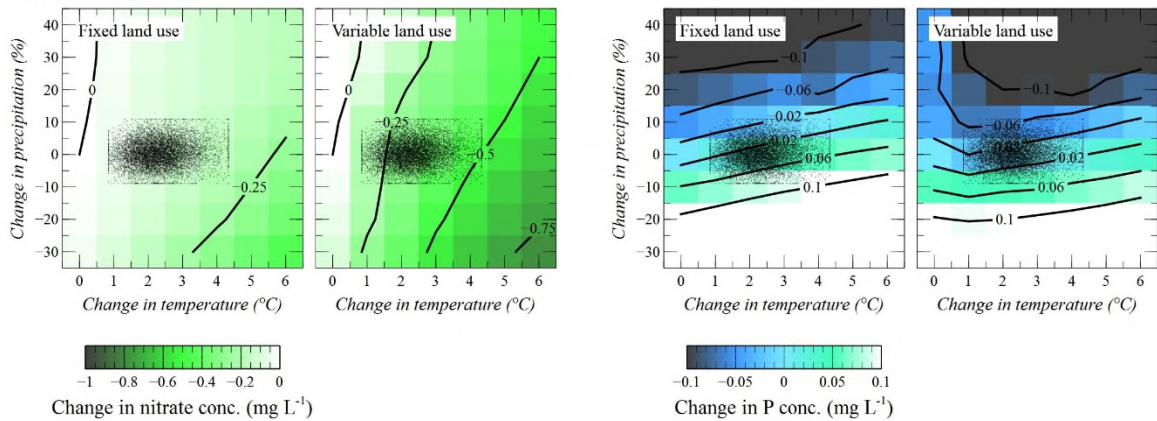 Fixed land use
Variable land use
Change in precipitation (%)
40
30
20
10
0
−10
−20
−30
0
−0.25
−0.25
−0.5
−0.75
0 1 2 3 4 5 6
0 1 2 3 4 5 6
Change in temperature (°C)
Change in temperature (°C)
−1 −0.8 −0.6 −0.4 −0.2 0
Change in nitrate conc. (mg L⁻¹)
Fixed land use
Variable land use
Change in precipitation (%)
40
30
20
10
0
−10
−20
−30
−0.1
−0.06
−0.02
0.02
0.06
0.1
−0.1
−0.06
0.02
0.06
0.1
0 1 2 3 4 5 6
0 1 2 3 4 5 6
Change in temperature (°C)
Change in temperature (°C)
−0.1 −0.05 0 0.05 0.1
Change in P conc. (mg L⁻¹)